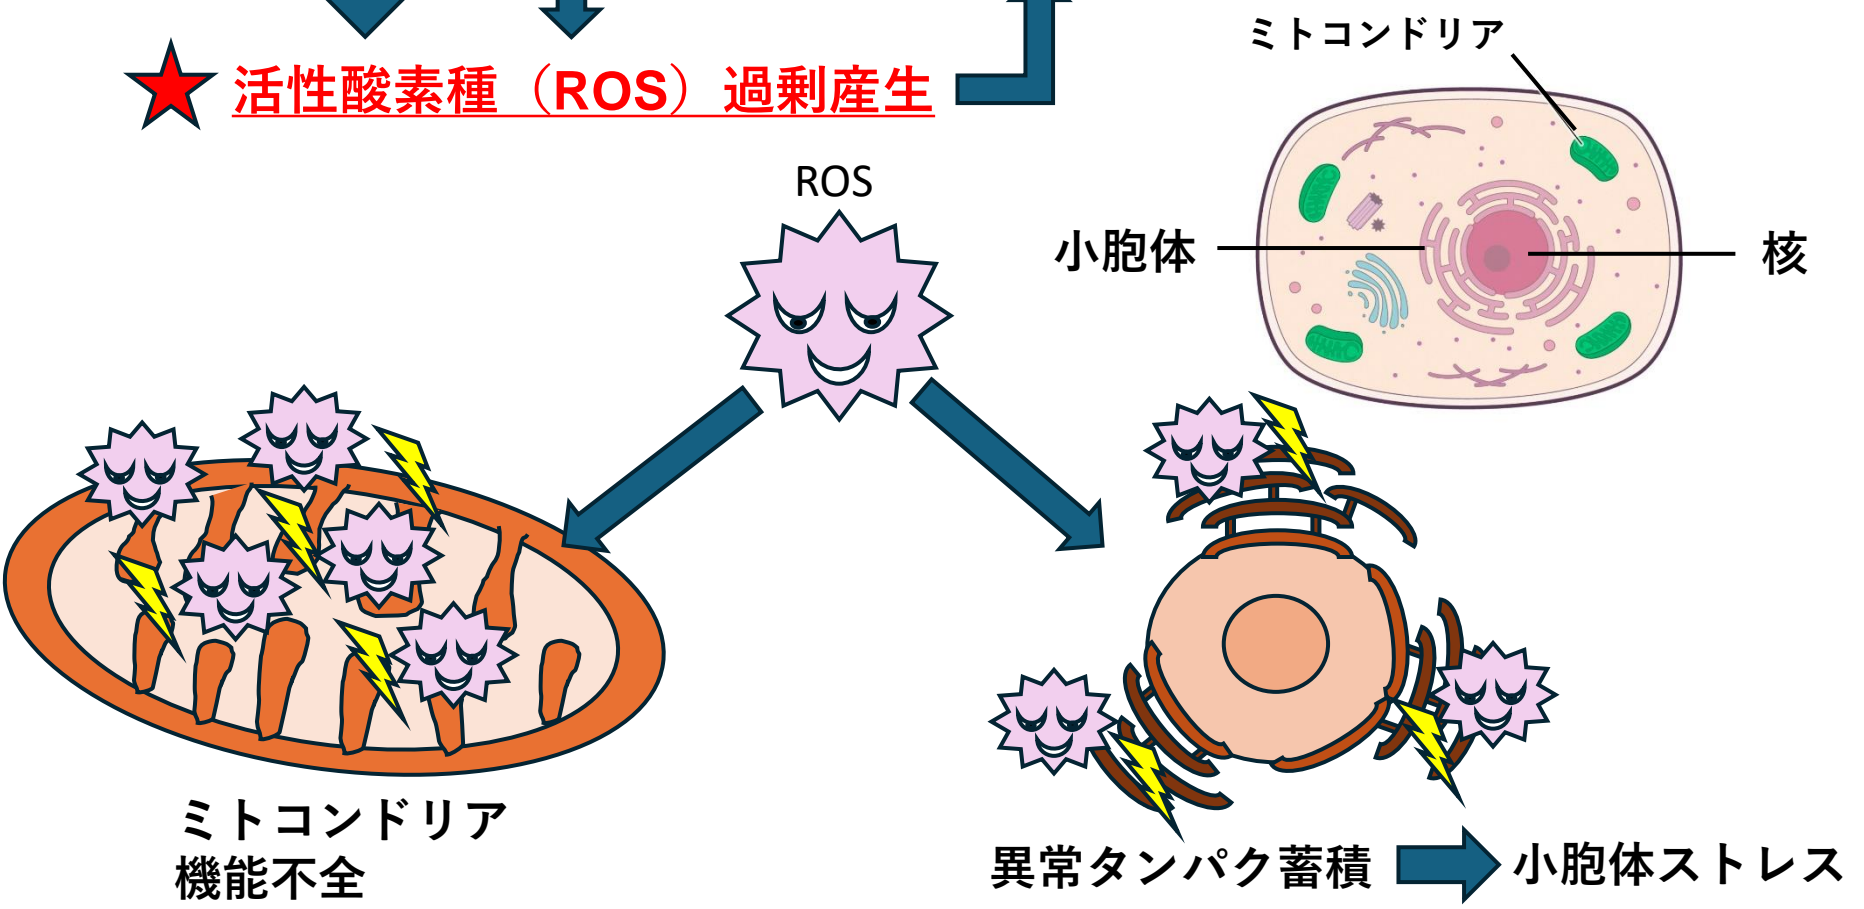 活性酸素種（ROS）過剰産生
ミトコンドリア
ROS
小胞体
核
ミトコンドリア
機能不全
異常タンパク蓄積
小胞体ストレス